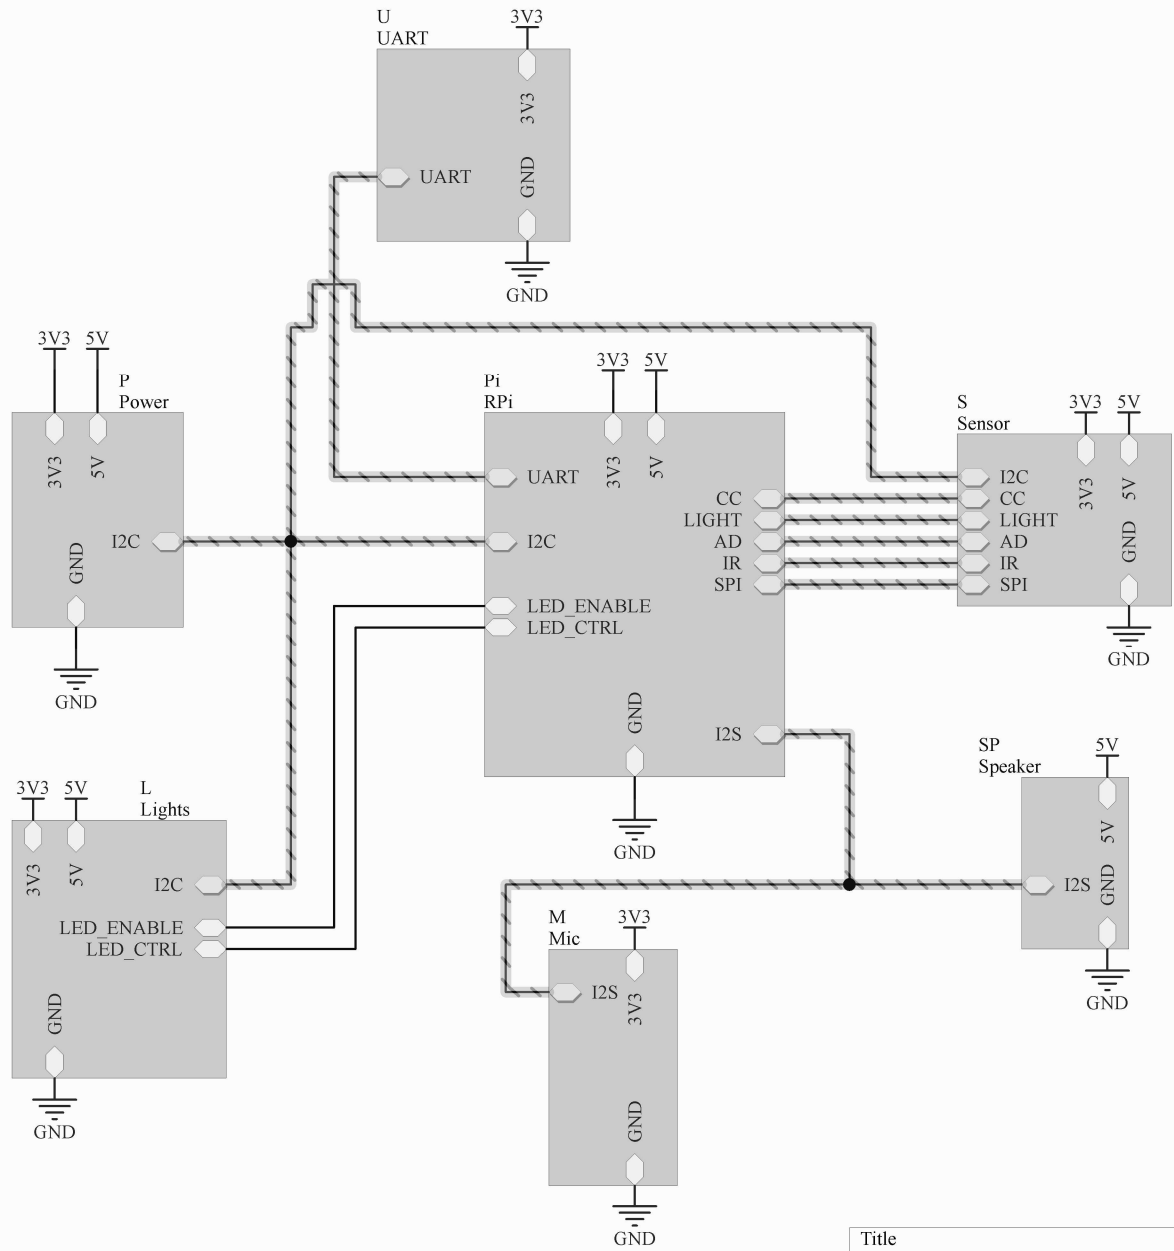 U
UART
3V3
3V3
GND
UART
GND
3V3
5V
P
Power
3V3
5V
I2C
GND
GND
Pi
RPi
3V3
5V
3V3
5V
UART
I2C
LED_ENABLE
LED_CTRL
CC
LIGHT
AD
IR
SPI
GND
I2S
GND
S
Sensor
3V3
5V
I2C
CC
LIGHT
AD
IR
SPI
3V3
5V
GND
GND
3V3
5V
L
Lights
3V3
5V
I2C
LED_ENABLE
LED_CTRL
GND
GND
SP
Speaker
5V
5V
I2S
GND
GND
M
Mic
3V3
I2S
3V3
GND
GND
Title